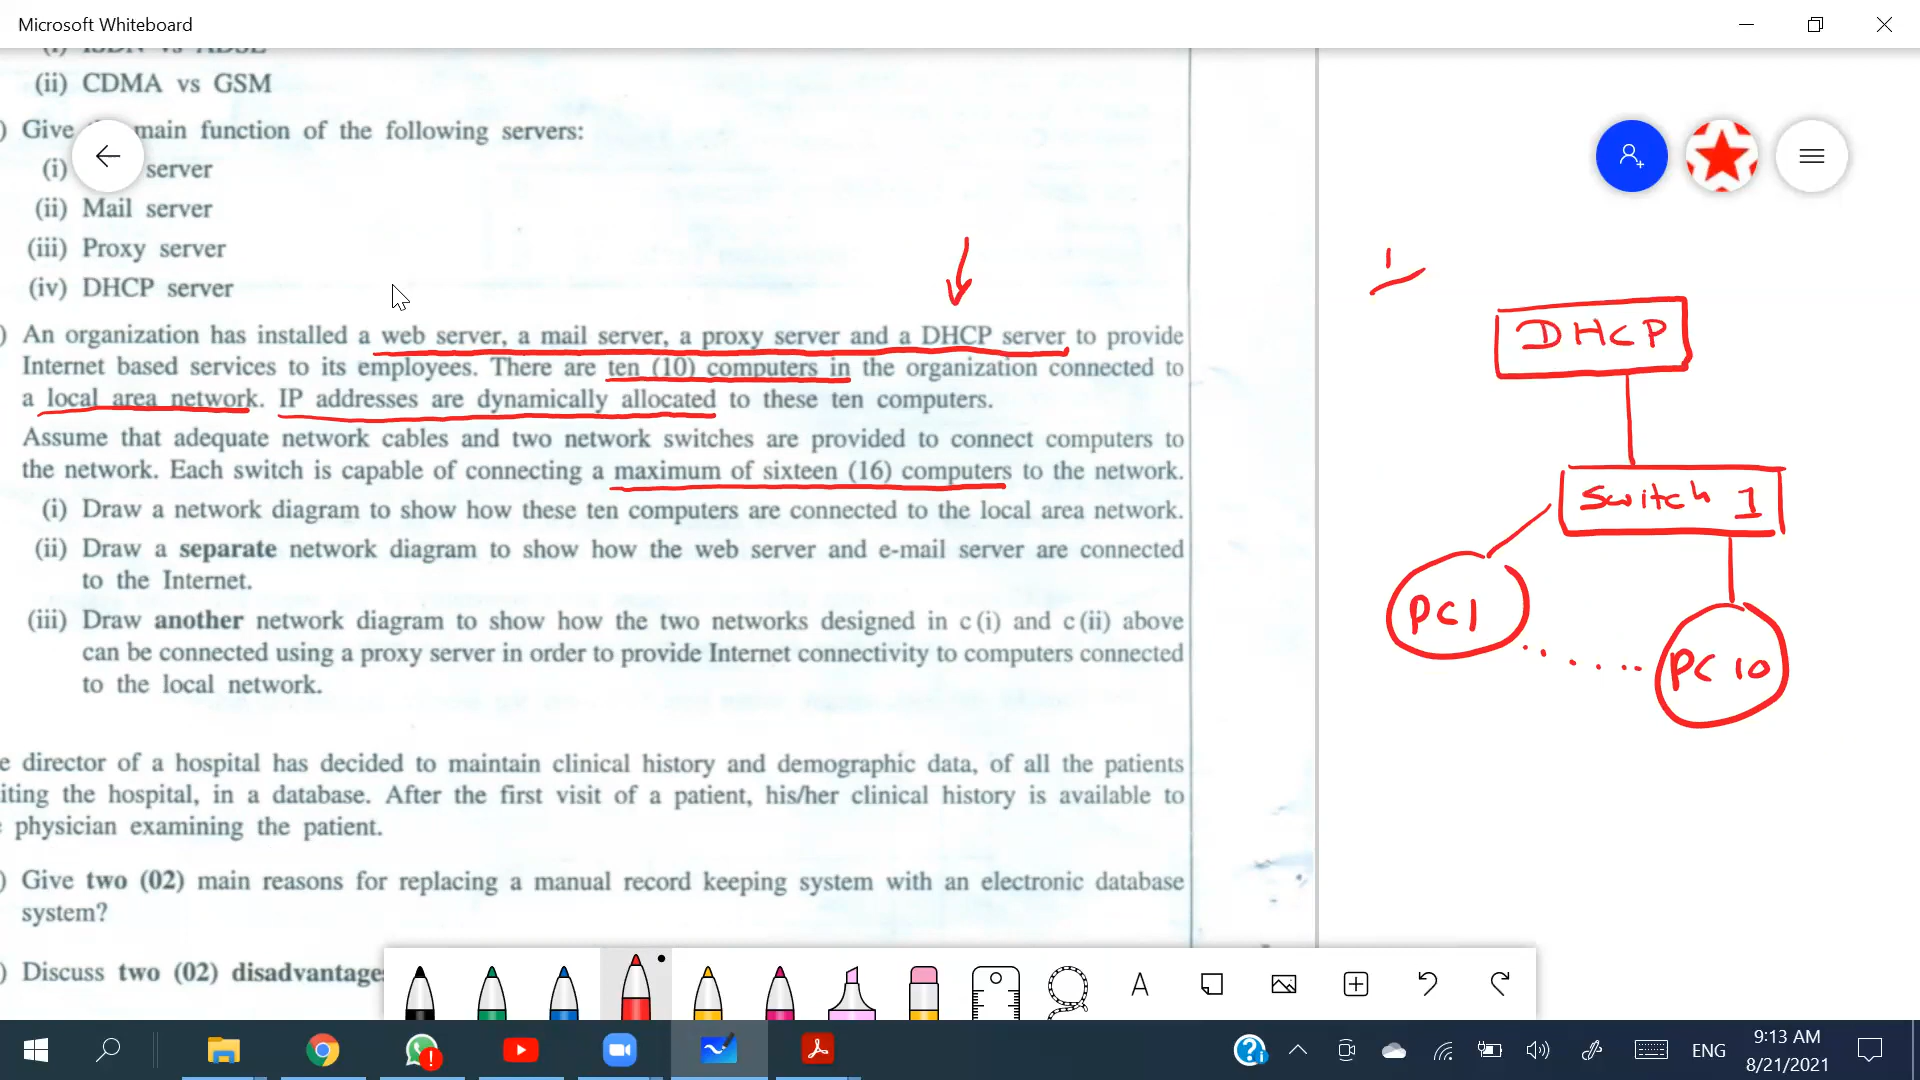 Microsoft Whiteboard
(ii) CDMA vs GSM
) Give main function of the following servers:
(i) server
(ii) Mail server
(iii) Proxy server
(iv) DHCP server
) An organization has installed a web server, a mail server, a proxy server and a DHCP server to provide
Internet based services to its employees. There are ten (10) computers in the organization connected to
a local area network. IP addresses are dynamically allocated to these ten computers.
Assume that adequate network cables and two network switches are provided to connect computers to
the network. Each switch is capable of connecting a maximum of sixteen (16) computers to the network.
(i) Draw a network diagram to show how these ten computers are connected to the local area network.
(ii) Draw a separate network diagram to show how the web server and e-mail server are connected
to the Internet.
(iii) Draw another network diagram to show how the two networks designed in c (i) and c (ii) above
can be connected using a proxy server in order to provide Internet connectivity to computers connected
to the local network.
e director of a hospital has decided to maintain clinical history and demographic data, of all the patients
iting the hospital, in a database. After the first visit of a patient, his/her clinical history is available to
physician examining the patient.
) Give two (02) main reasons for replacing a manual record keeping system with an electronic database
system?
) Discuss two (02) disadvantage
1
DHCP
Switch 1
PC1
PC 10
ENG
9:13 AM
8/21/2021